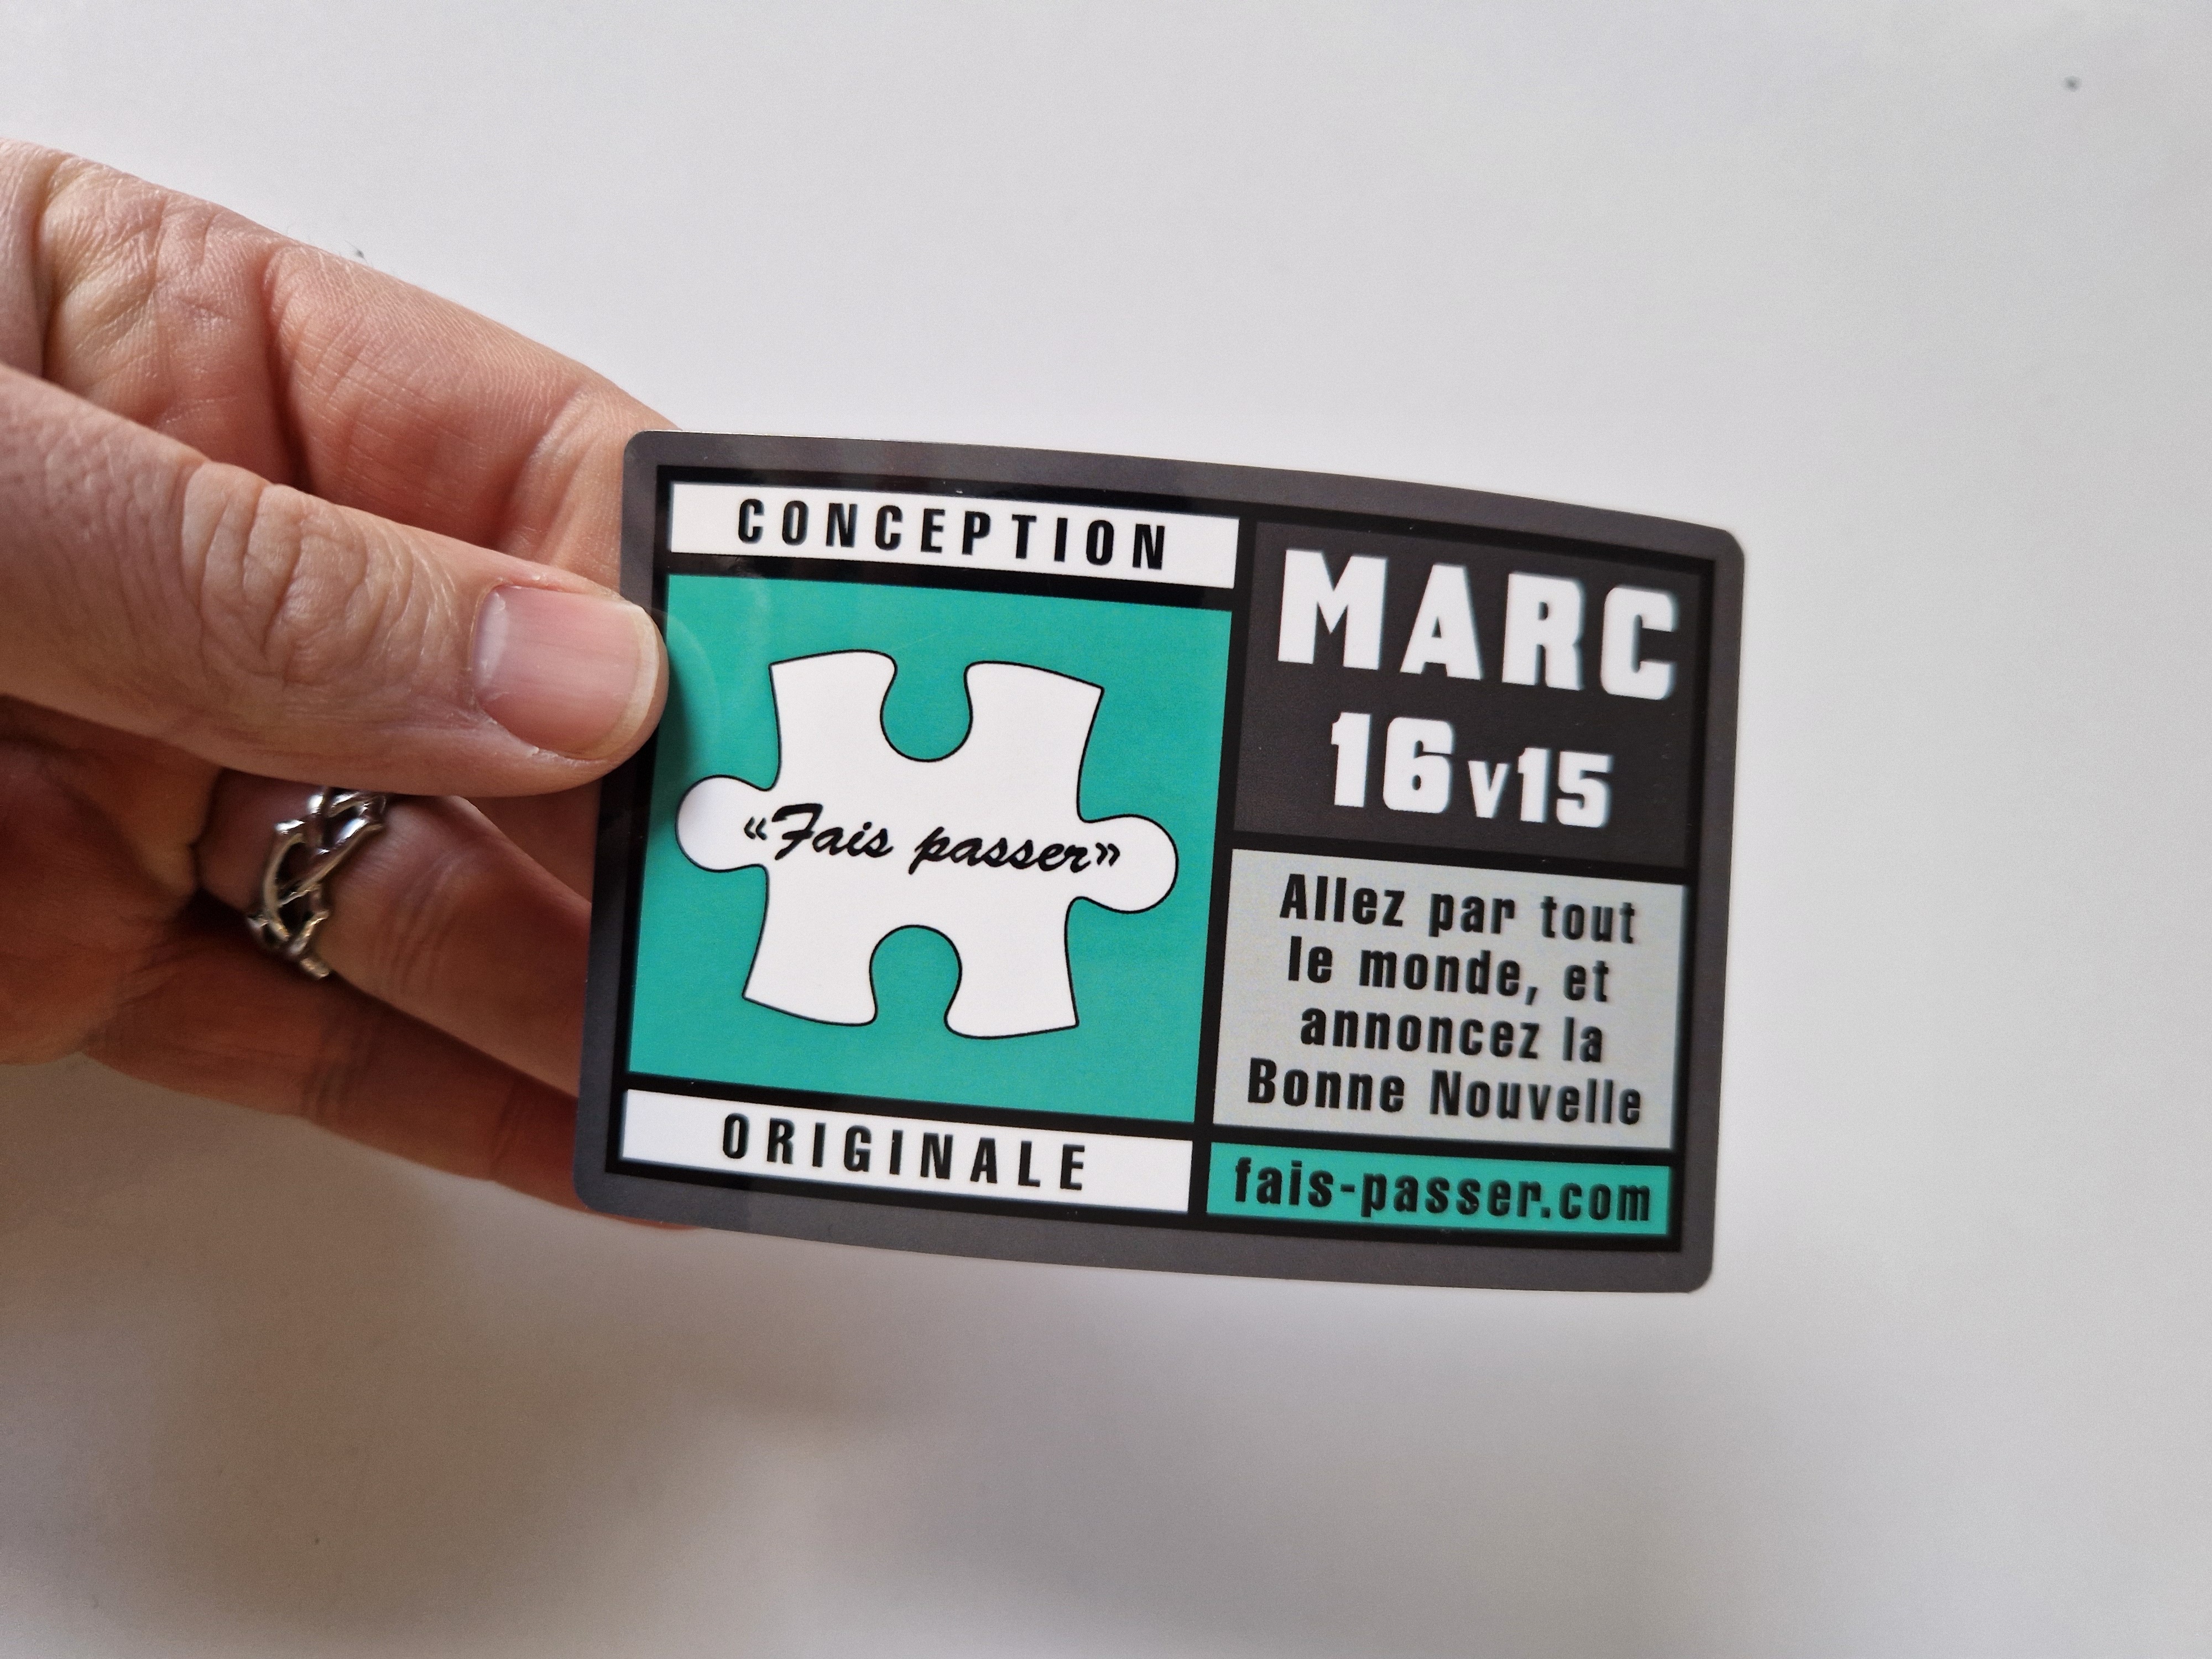 CONCEPTION
«Fais passer»
ORIGINALE
MARC
16v15
Allez par tout
le monde, et
annoncez la
Bonne Nouvelle
fais-passer.com